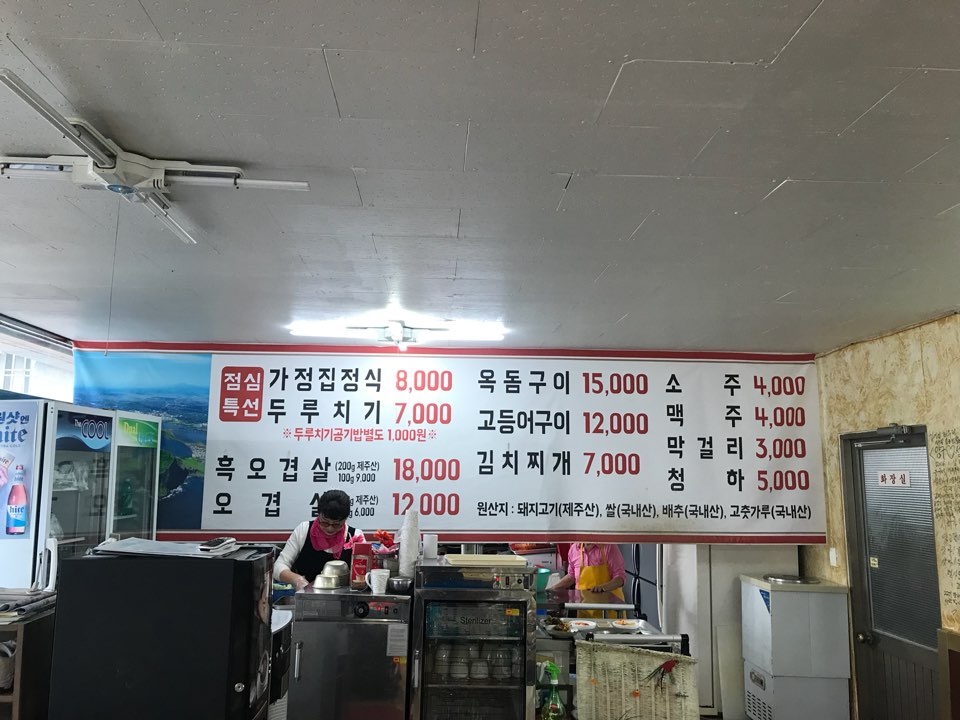 점심
특선
가정집정식 8,000
두루치기 7,000
※두루치기공기밥별도 1,000원※
흑오겹살 (200g 제주산) 18,000
100g 9,000
오겹살 제주산) 12,000
6,000
옥돔구이 15,000
고등어구이 12,000
김치찌개 7,000
소주 4,000
맥주 4,000
막걸리 3,000
청하 5,000
원산지 : 돼지고기(제주산), 쌀(국내산), 배추(국내산), 고춧가루(국내산)
The COOL
화장실
Sterilizer